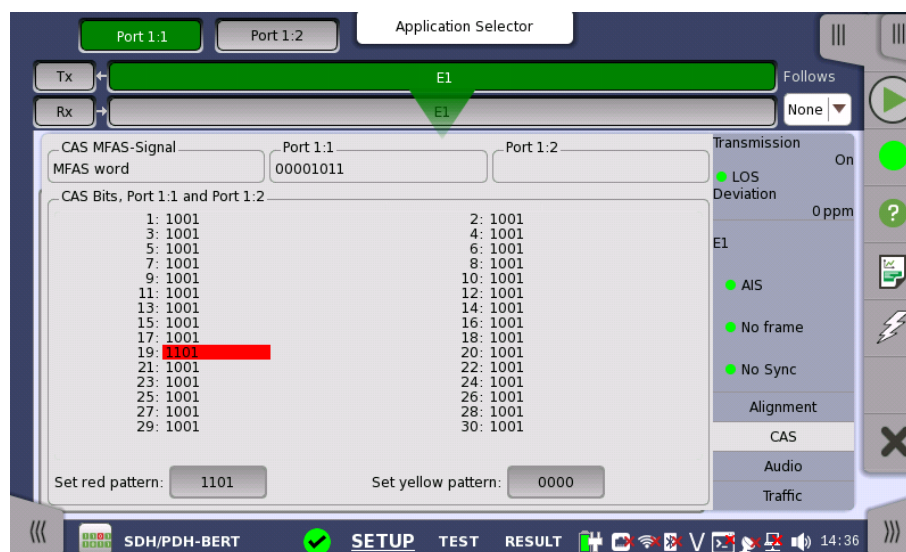 Port 1:1
Port 1:2
Application Selector
Tx
E1
Follows
Rx
E1
None
CAS MFAS-Signal
Port 1:1
Port 1:2
MFAS word
00001011
CAS Bits, Port 1:1 and Port 1:2
1: 1001
2: 1001
3: 1001
4: 1001
5: 1001
6: 1001
7: 1001
8: 1001
9: 1001
10: 1001
11: 1001
12: 1001
13: 1001
14: 1001
15: 1001
16: 1001
17: 1001
18: 1001
19: 1101
20: 1001
21: 1001
22: 1001
23: 1001
24: 1001
25: 1001
26: 1001
27: 1001
28: 1001
29: 1001
30: 1001
Set red pattern: 1101
Set yellow pattern: 0000
Transmission
On
LOS
Deviation
0 ppm
E1
AIS
No frame
No Sync
Alignment
CAS
Audio
Traffic
SDH/PDH-BERT
SETUP
TEST
RESULT
V
14:36